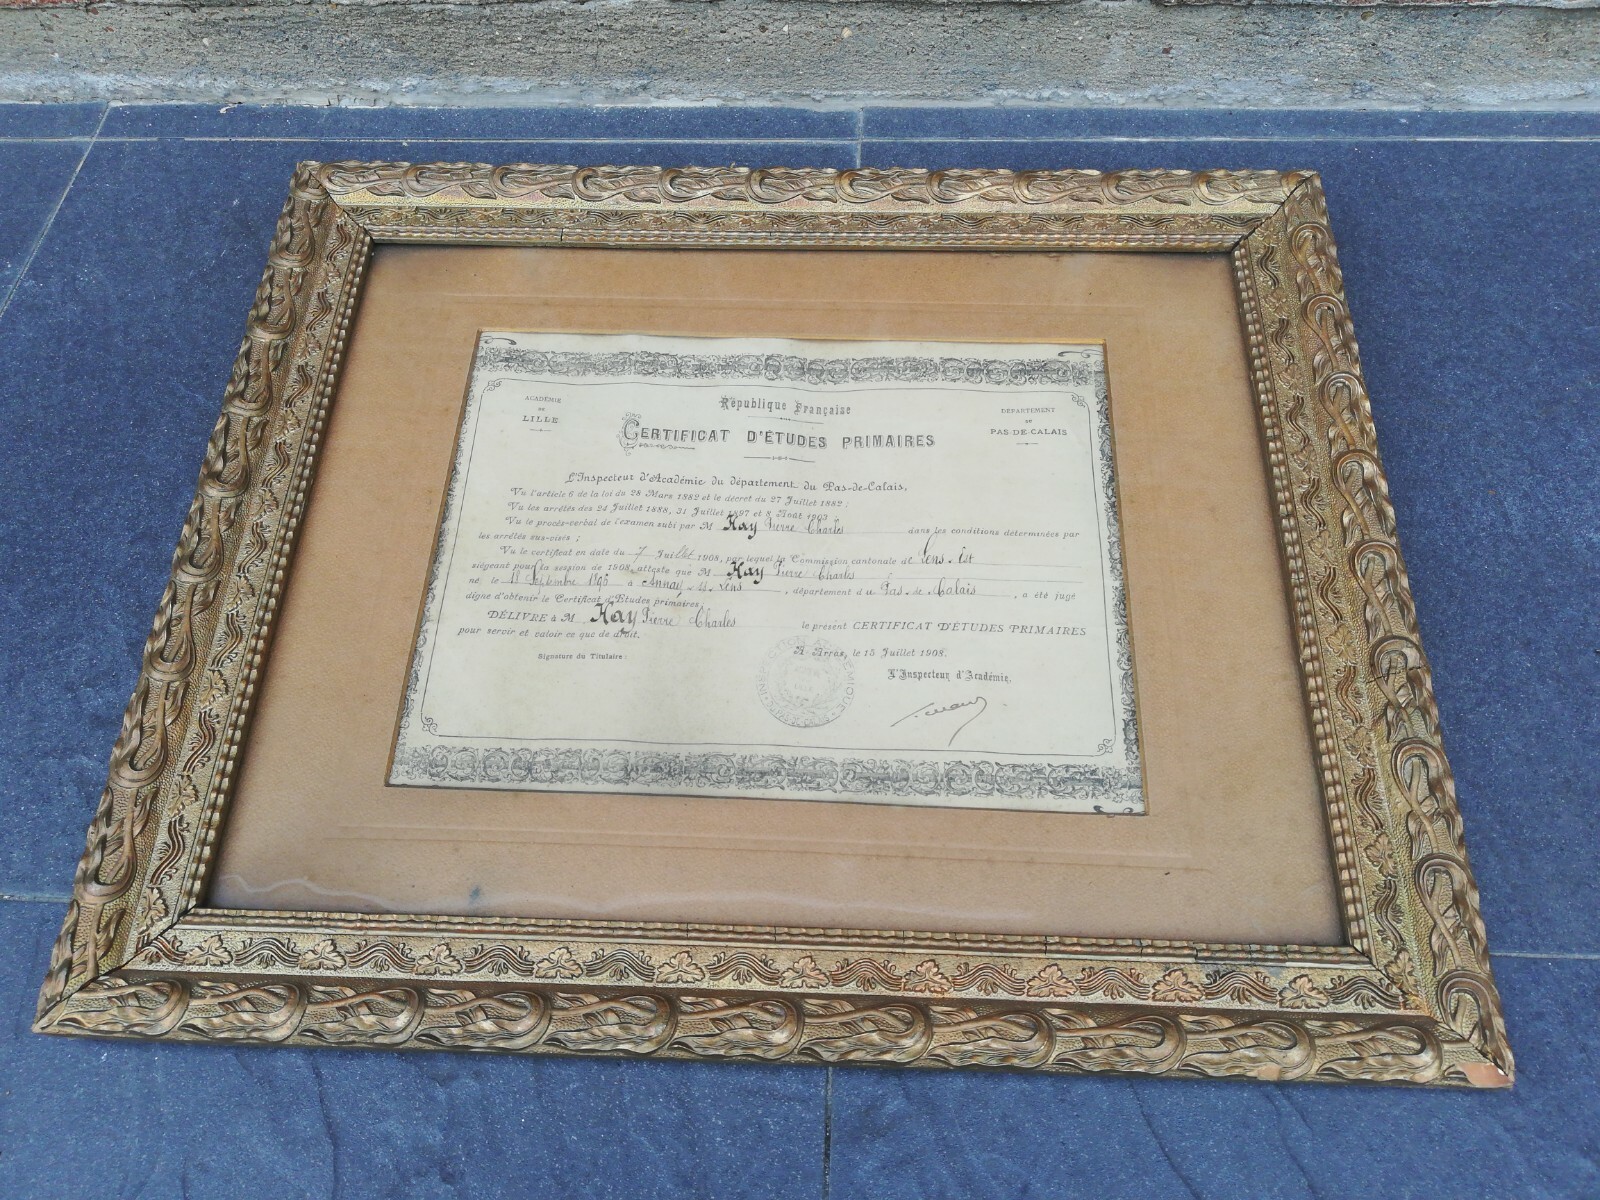 ACADÉMIE
DE
LILLE
République Française
CERTIFICAT D'ÉTUDES PRIMAIRES
DÉPARTEMENT
DE
PAS-DE-CALAIS
L'Inspecteur d'Académie du département du Pas-de-Calais,
Vu l'article 6 de la loi du 28 Mars 1882 et le décret du 27 Juillet 1882 ;
Vu les arrêtés des 24 Juillet 1888, 31 Juillet 1897 et 8 Août 1903 ;
Vu le procès-verbal de l'examen subi par M Hay Pierre Charles dans les conditions déterminées par
les arrêtés sus-visés ;
Vu le certificat en date du 7 Juillet 1908, par lequel la Commission cantonale de Lens-Est
siégeant pour la session de 1908, atteste que M Hay Pierre Charles
né le 11 Septembre à Annay-s-Lens, département du Pas-de-Calais, a été jugé
digne d'obtenir le Certificat d'Études primaires,
DÉLIVRE à M Hay Pierre Charles le présent CERTIFICAT D'ÉTUDES PRIMAIRES
pour servir et valoir ce que de droit.
A Arras, le 15 Juillet 1908.
Signature du Titulaire :
L'Inspecteur d'Académie,